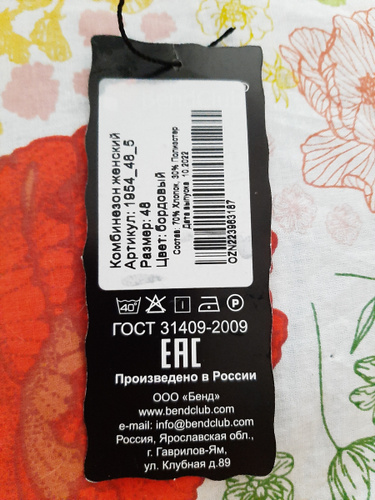 Комбинезон женский
Артикул: 1954_48_5
Размер: 48
Цвет: бордовый
Состав: 70% Хлопок, 30% Полиэстер
Дата выпуска: 10.2022
OZN223963187
40°
P
ГОСТ 31409-2009
EAC
Произведено в России
ООО «Бенд»
www.bendclub.com
e-mail: info@bendclub.com
Россия, Ярославская обл.,
г. Гаврилов-Ям,
ул. Клубная д.89